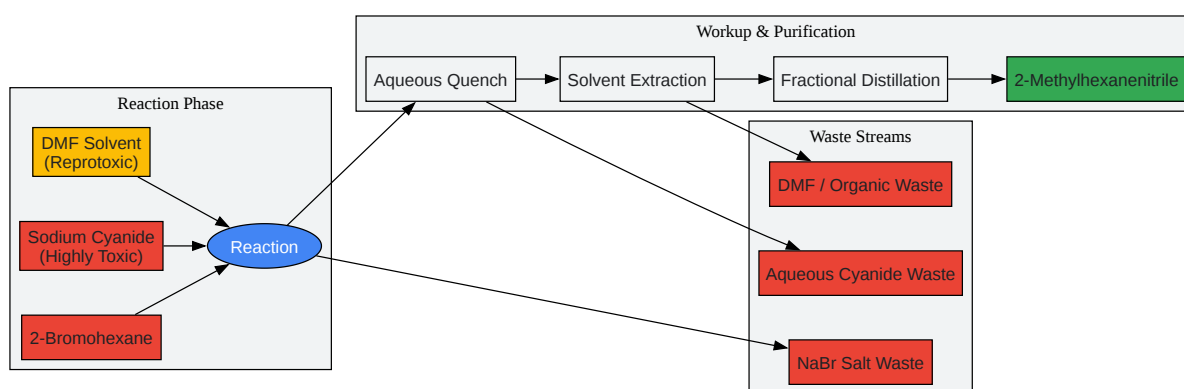 Workup & Purification
Aqueous Quench
Solvent Extraction
Fractional Distillation
2-Methylhexanenitrile
Reaction Phase
DMF Solvent
(Reprotoxic)
Sodium Cyanide
(Highly Toxic)
2-Bromohexane
Reaction
Waste Streams
DMF / Organic Waste
Aqueous Cyanide Waste
NaBr Salt Waste